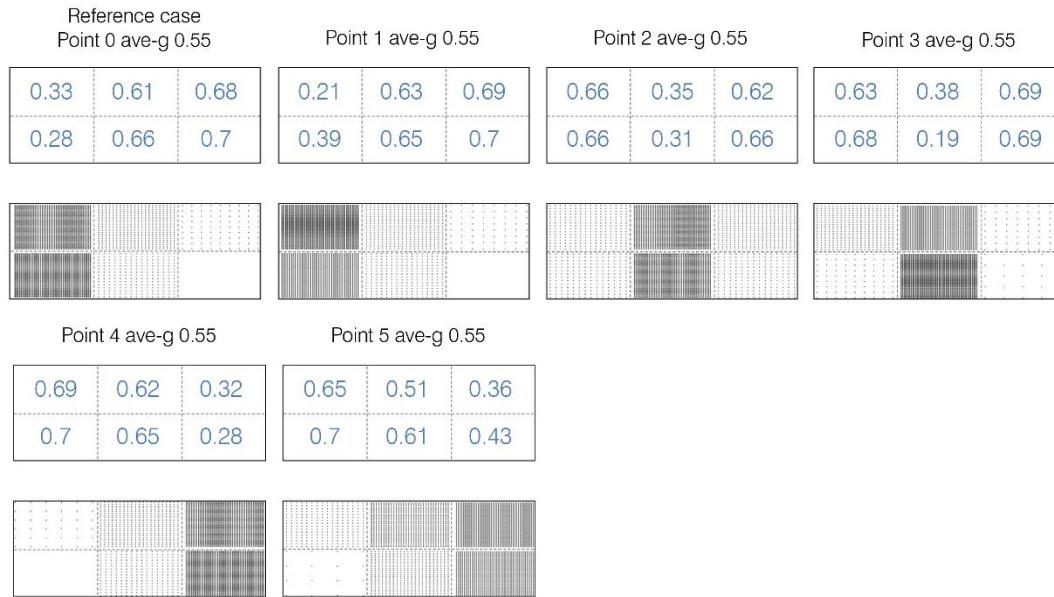 Reference case
Point 0 ave-g 0.55
Point 1 ave-g 0.55
Point 2 ave-g 0.55
Point 3 ave-g 0.55
0.33 0.61 0.68
0.28 0.66 0.7
0.21 0.63 0.69
0.39 0.65 0.7
0.66 0.35 0.62
0.66 0.31 0.66
0.63 0.38 0.69
0.68 0.19 0.69
Point 4 ave-g 0.55
Point 5 ave-g 0.55
0.69 0.62 0.32
0.7 0.65 0.28
0.65 0.51 0.36
0.7 0.61 0.43